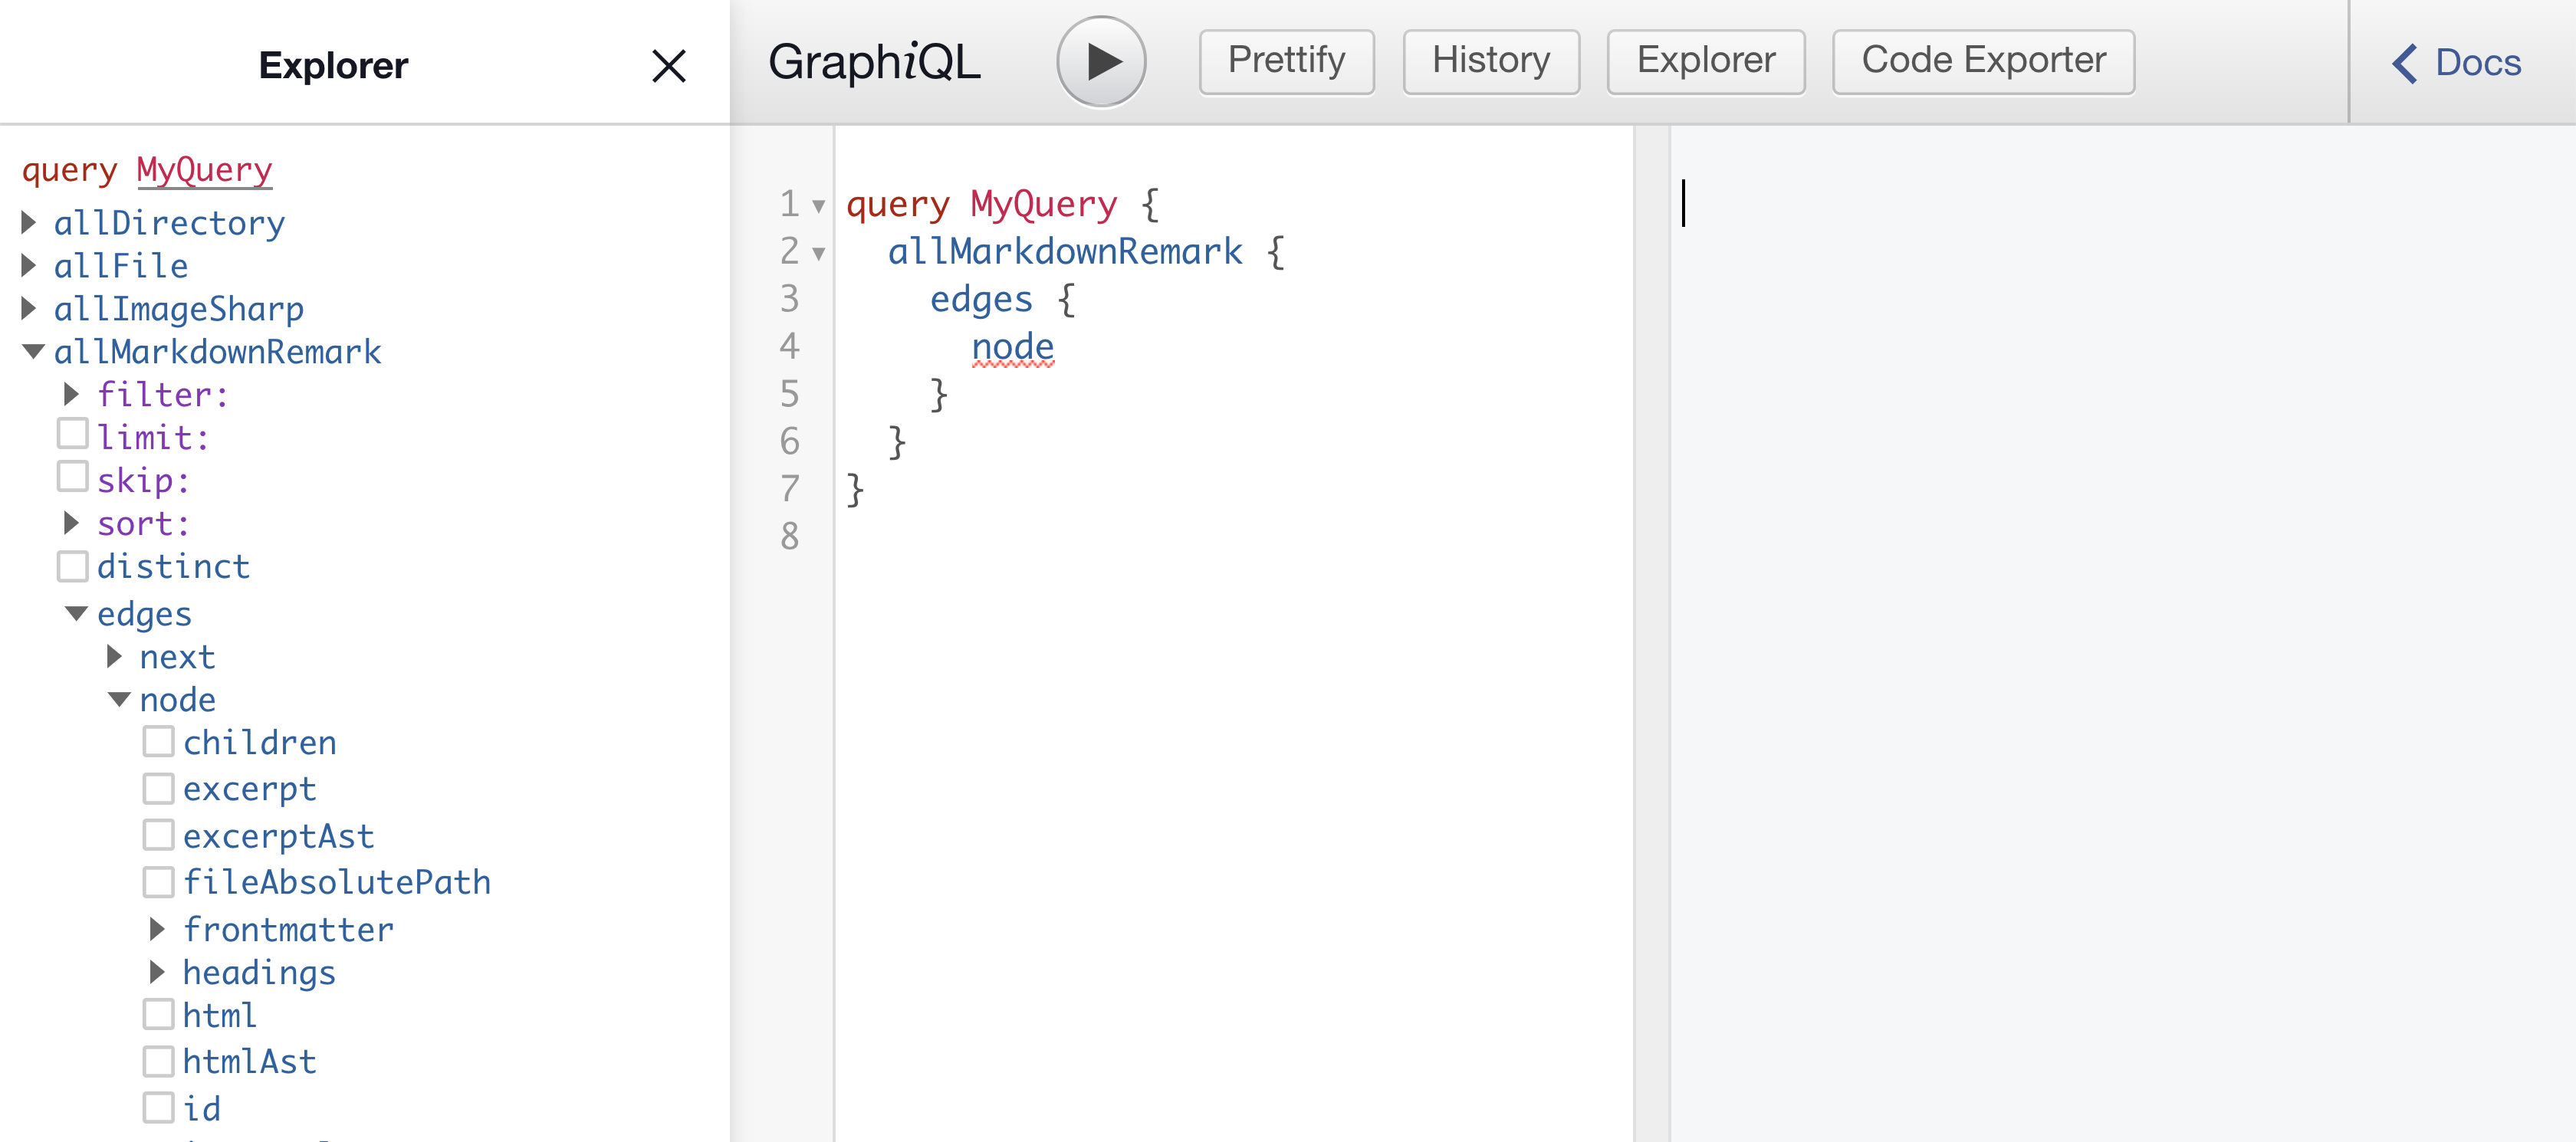 Explorer
query MyQuery
allDirectory
allFile
allImageSharp
allMarkdownRemark
filter:
limit:
skip:
sort:
distinct
edges
next
node
children
excerpt
excerptAst
fileAbsolutePath
frontmatter
headings
html
htmlAst
id
GraphiQL
Prettify
History
Explorer
Code Exporter
Docs
1 query MyQuery {
2 allMarkdownRemark {
3 edges {
4 node
5 }
6 }
7 }
8